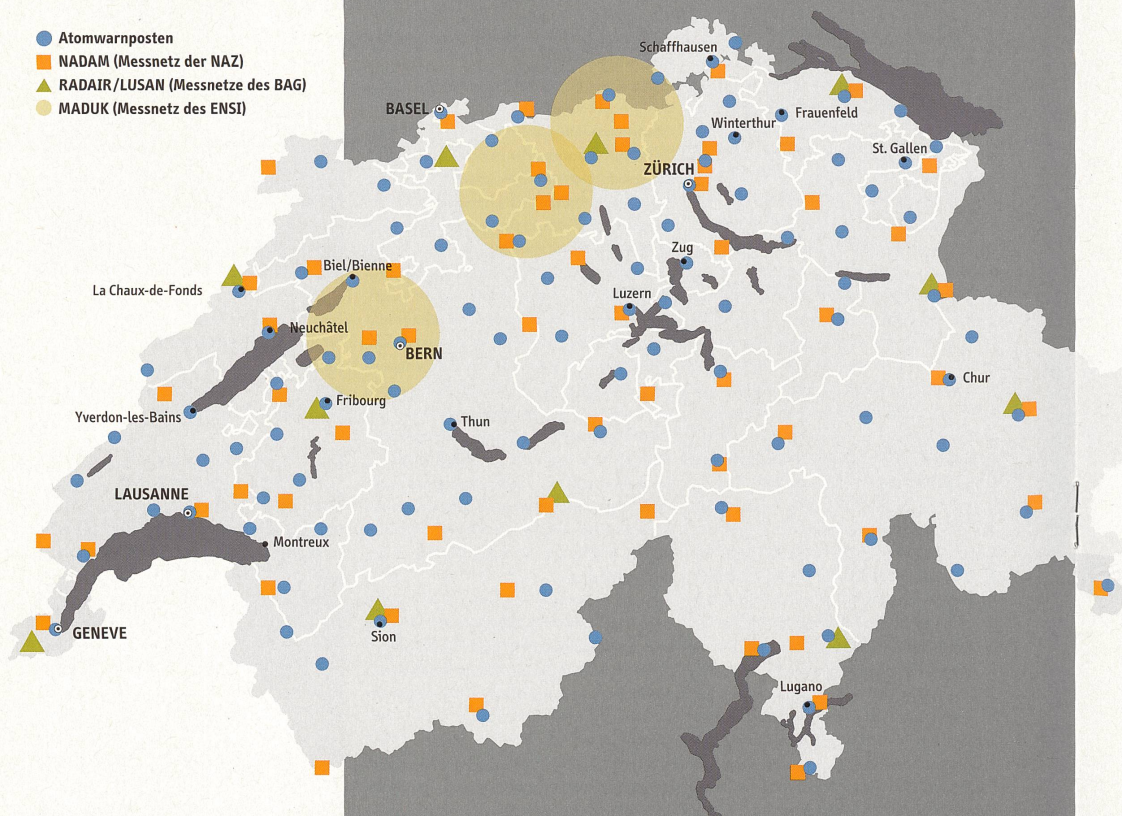 Atomwarnposten
NADAM (Messnetz der NAZ)
RADAIR/LUSAN (Messnetze des BAG)
MADUK (Messnetz des ENSI)
Schaffhausen
BASEL
Winterthur
Frauenfeld
St. Gallen
ZÜRICH
Zug
Biel/Bienne
La Chaux-de-Fonds
Luzern
Neuchâtel
BERN
Chur
Fribourg
Yverdon-les-Bains
Thun
LAUSANNE
Montreux
GENEVE
Sion
Lugano